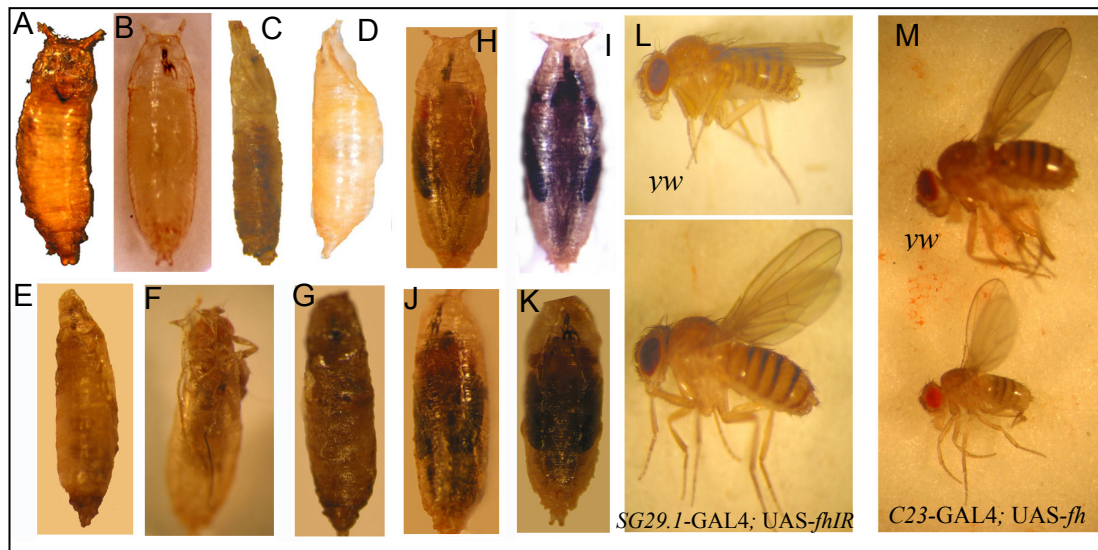 A B C D H I L M
yw
yw
E F G J K
SG29.1-GAL4; UAS-fhIR
C23-GAL4; UAS-fh